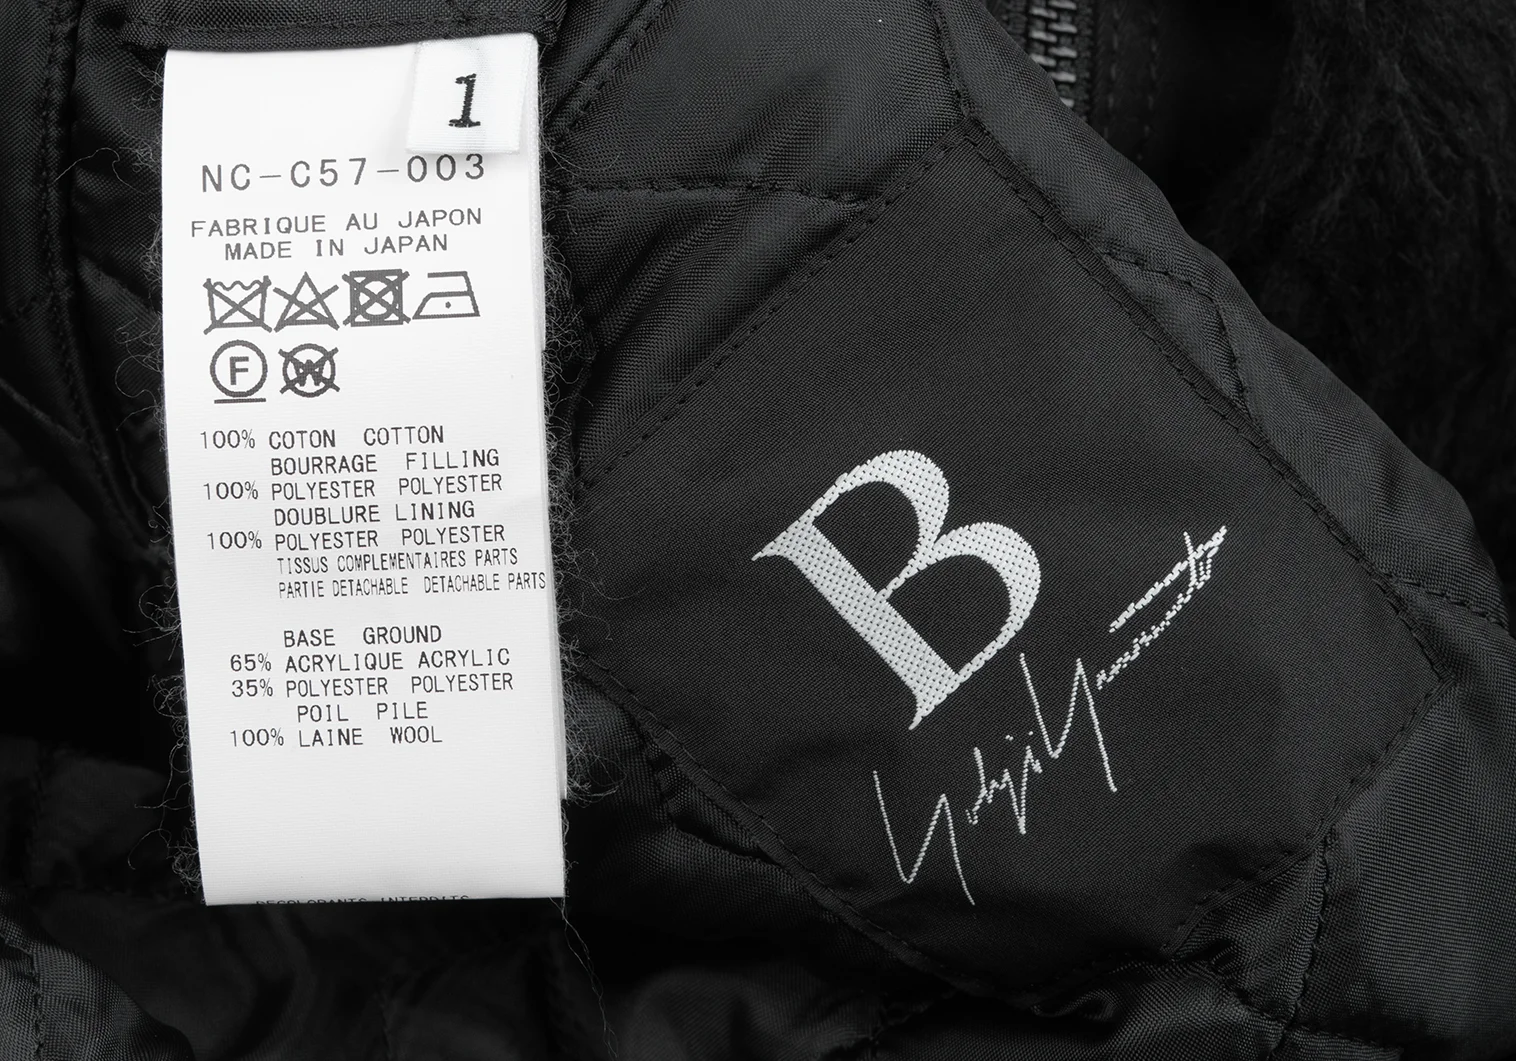 1
NC-C57-003
FABRIQUE AU JAPON
MADE IN JAPAN
F
W
100% COTON COTTON
BOURRAGE FILLING
100% POLYESTER POLYESTER
DOUBLURE LINING
100% POLYESTER POLYESTER
TISSUS COMPLEMENTAIRES PARTS
PARTIE DETACHABLE DETACHABLE PARTS
BASE GROUND
65% ACRYLIQUE ACRYLIC
35% POLYESTER POLYESTER
POIL PILE
100% LAINE WOOL
B
Yohji Yamamoto